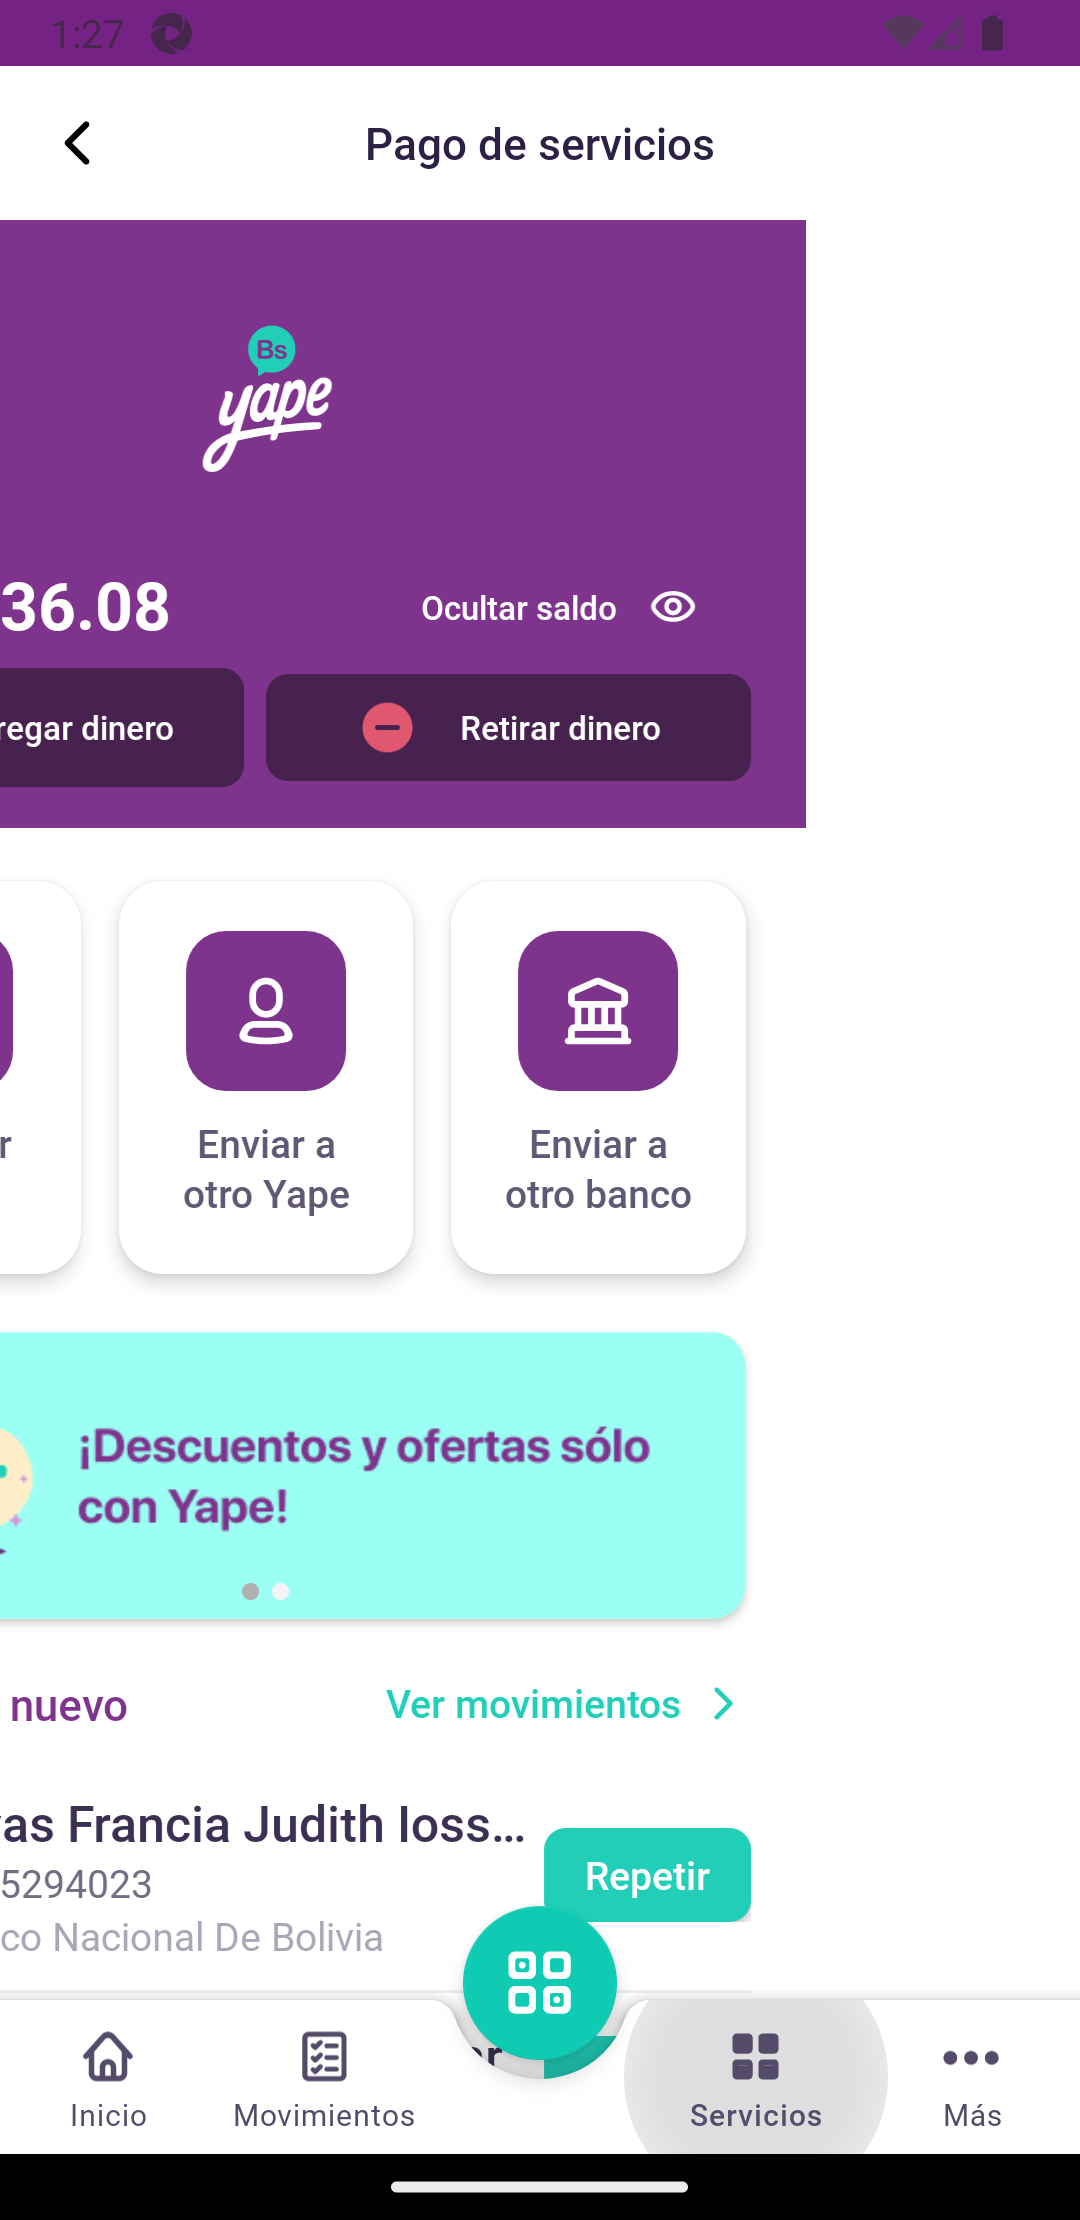 1:27
Pago de servicios
Bs
yape
36.08
Ocultar saldo
regar dinero
Retirar dinero
r
Enviar a
otro Yape
Enviar a
otro banco
¡Descuentos y ofertas sólo
con Yape!
nuevo
Ver movimientos
as Francia Judith Ioss...
5294023
Repetir
co Nacional De Bolivia
Inicio
Movimientos
Servicios
Más